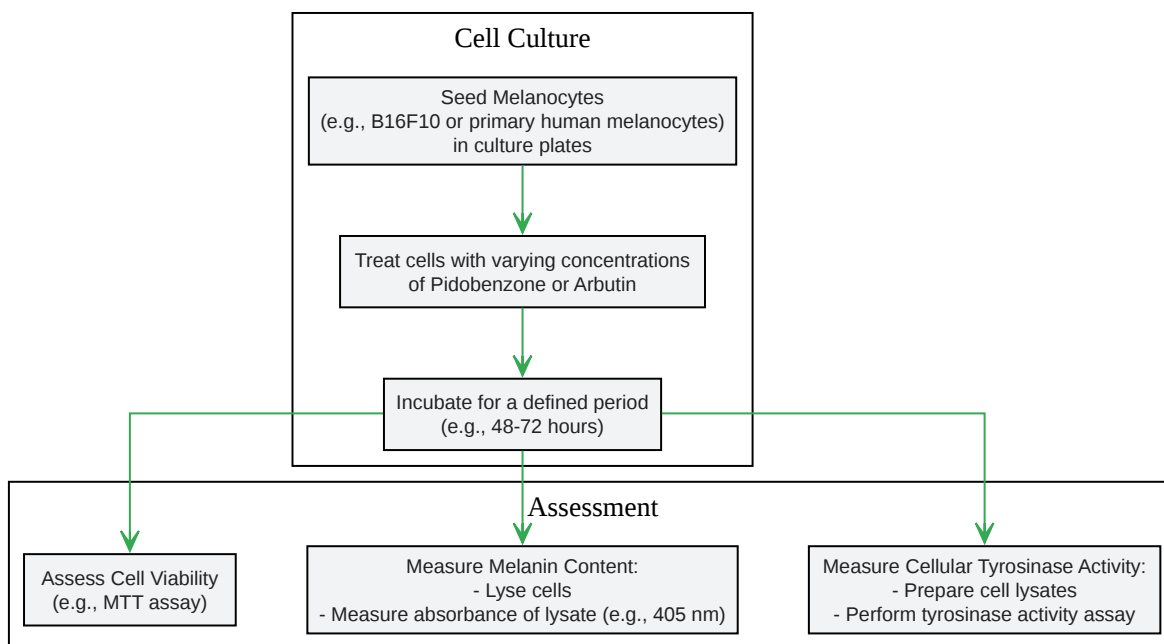 Cell Culture
Seed Melanocytes
(e.g., B16F10 or primary human melanocytes)
in culture plates
Treat cells with varying concentrations
of Pidobenzone or Arbutin
Incubate for a defined period
(e.g., 48-72 hours)
Assessment
Assess Cell Viability
(e.g., MTT assay)
Measure Melanin Content:
- Lyse cells
- Measure absorbance of lysate (e.g., 405 nm)
Measure Cellular Tyrosinase Activity:
- Prepare cell lysates
- Perform tyrosinase activity assay